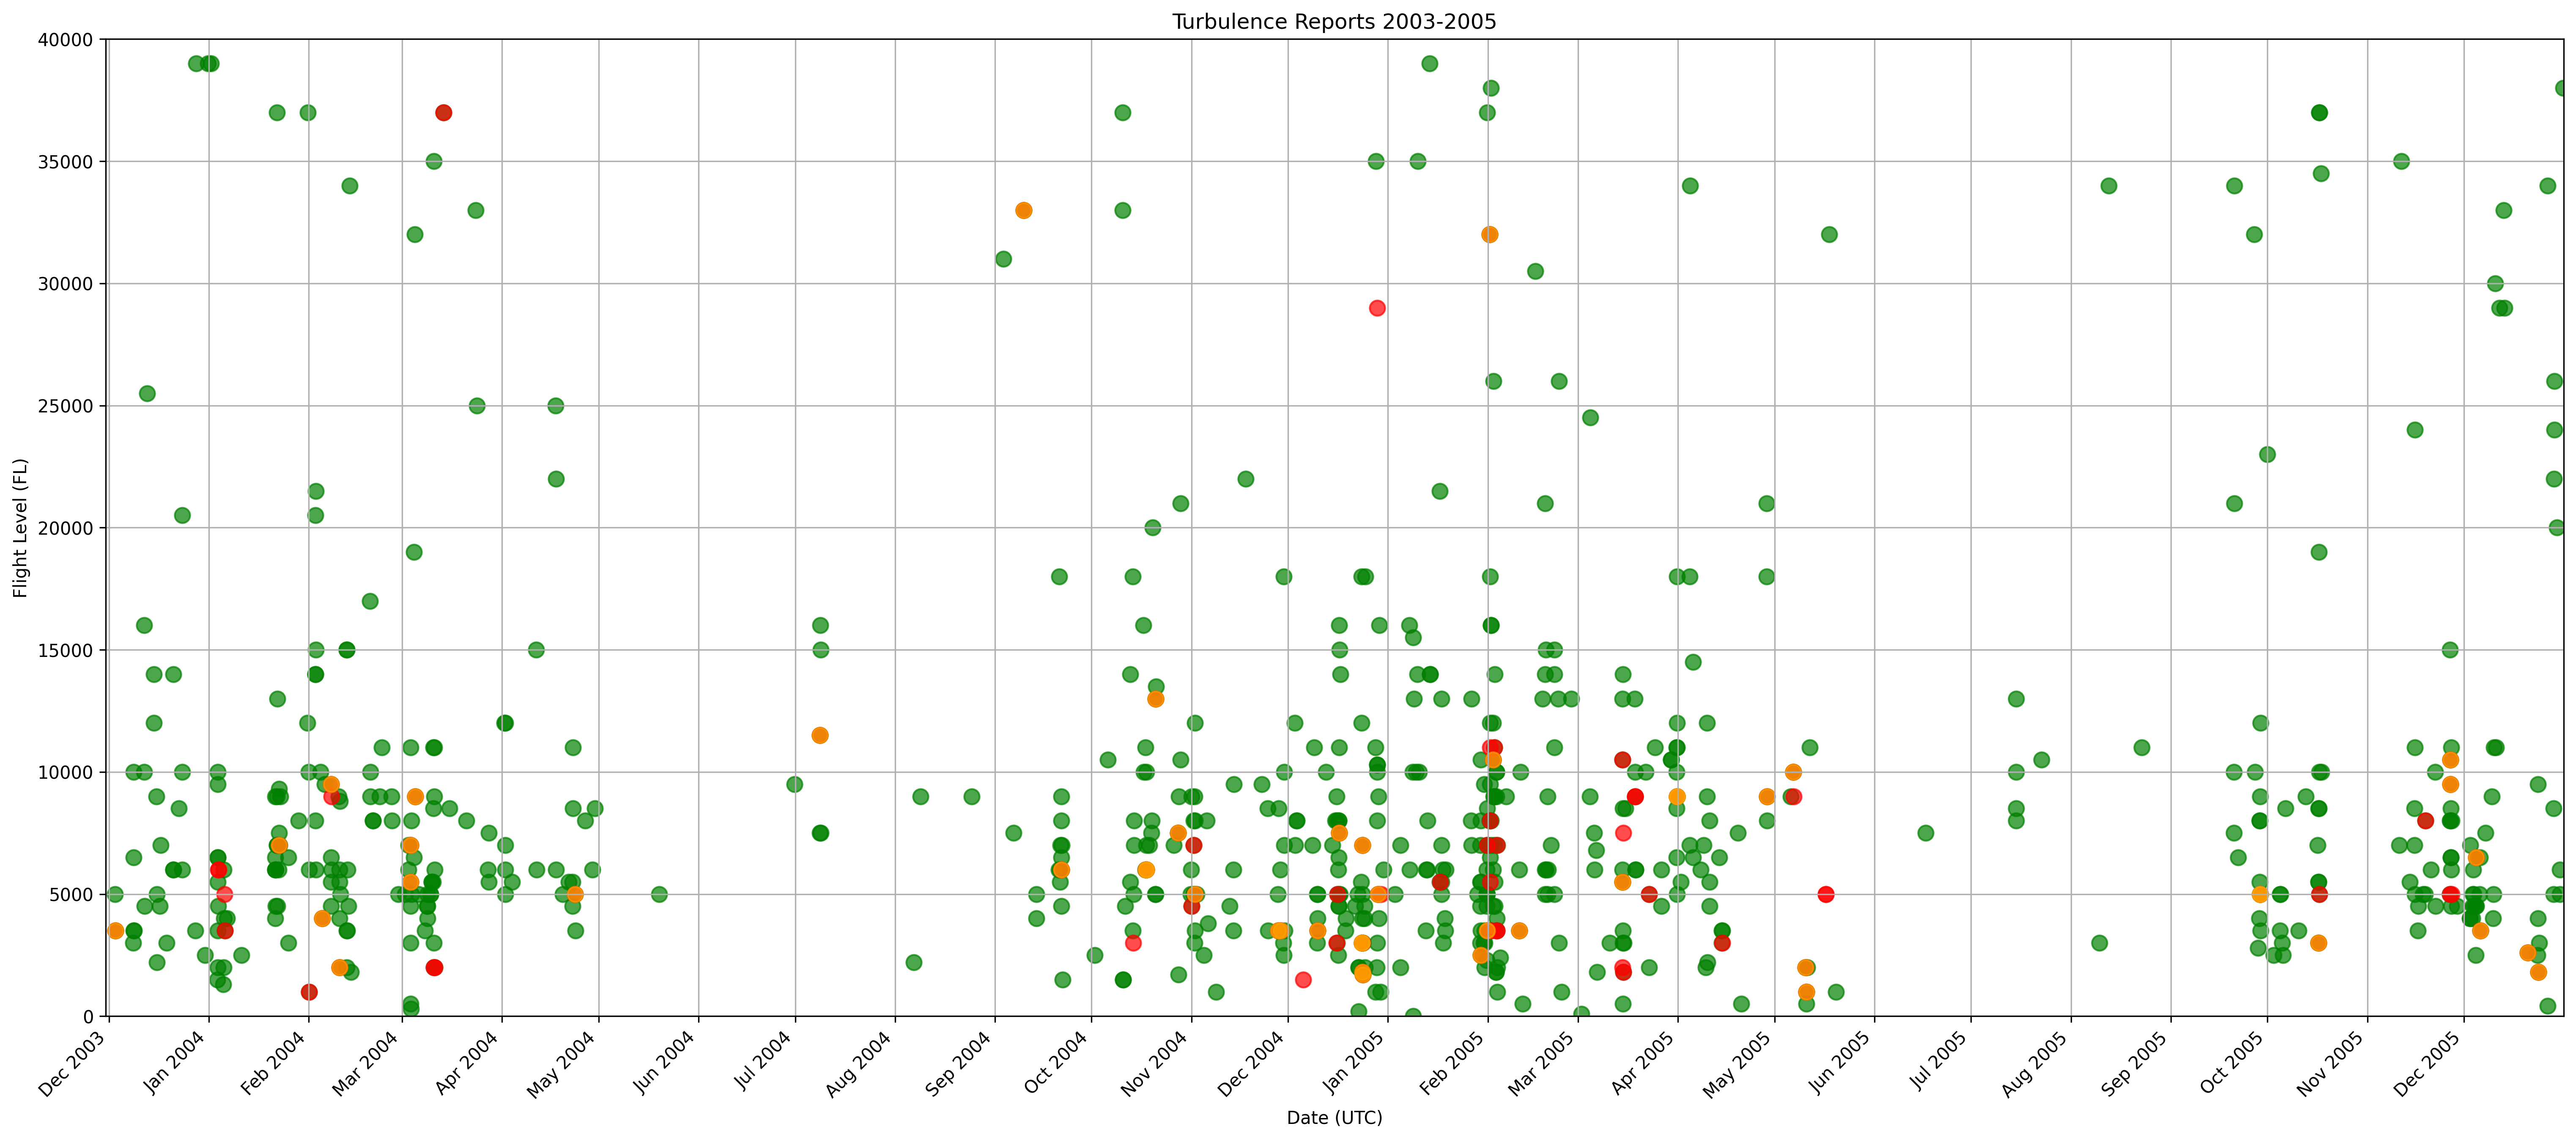 Turbulence Reports 2003-2005
40000
35000
30000
25000
20000
15000
10000
5000
0
Flight Level (FL)
Dec 2003
Jan 2004
Feb 2004
Mar 2004
Apr 2004
May 2004
Jun 2004
Jul 2004
Aug 2004
Sep 2004
Oct 2004
Nov 2004
Dec 2004
Jan 2005
Feb 2005
Mar 2005
Apr 2005
May 2005
Jun 2005
Jul 2005
Aug 2005
Sep 2005
Oct 2005
Nov 2005
Dec 2005
Date (UTC)